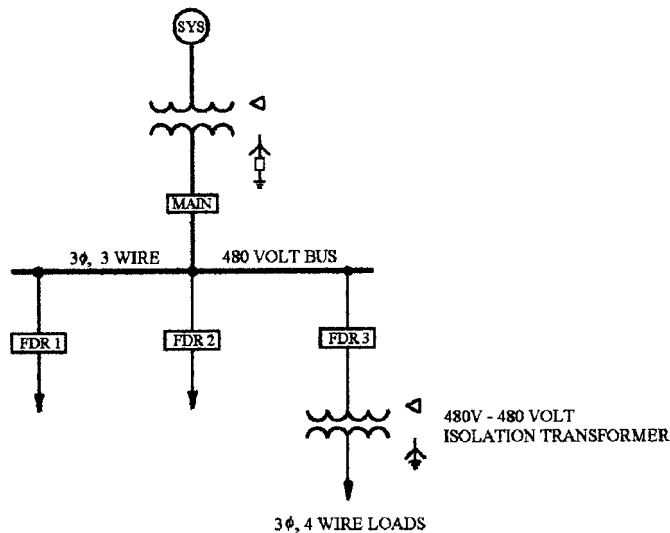 SYS
MAIN
3ϕ, 3 WIRE 480 VOLT BUS
FDR 1 FDR 2 FDR 3
480V - 480 VOLT
ISOLATION TRANSFORMER
3ϕ, 4 WIRE LOADS